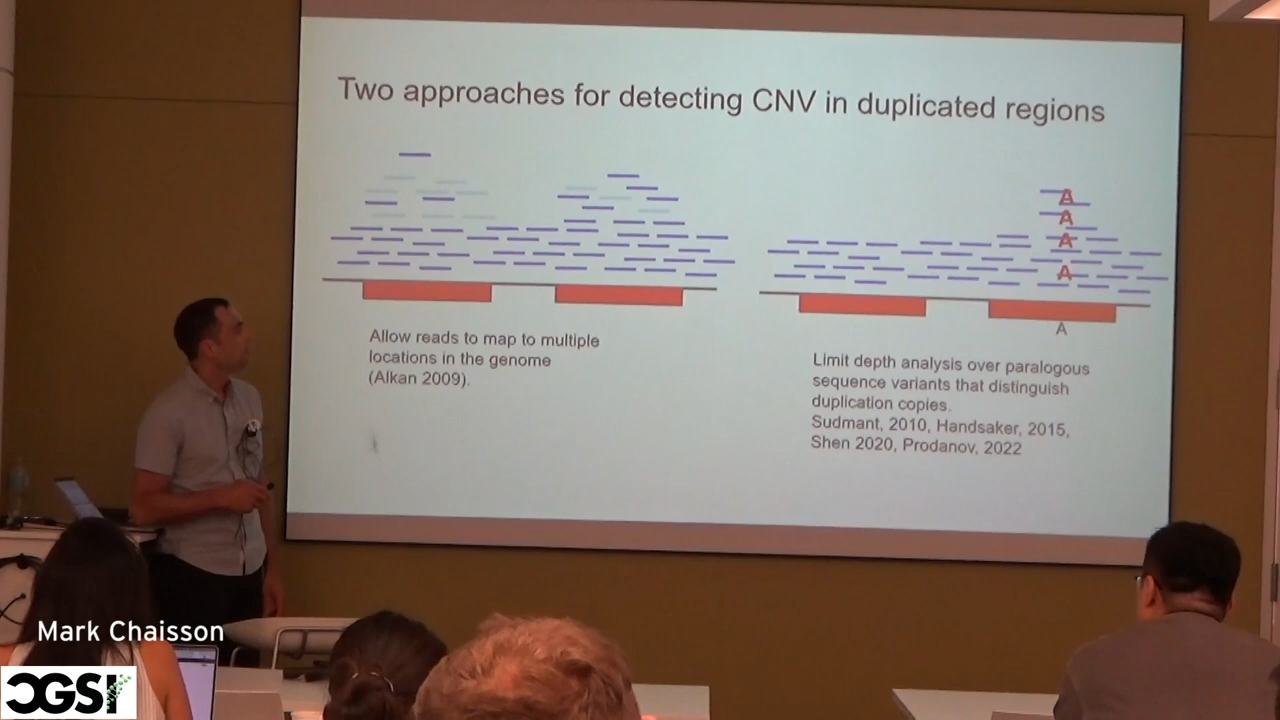 Two approaches for detecting CNV in duplicated regions
A
A
A
A
A
Allow reads to map to multiple
locations in the genome
(Alkan 2009).
Limit depth analysis over paralogous
sequence variants that distinguish
duplication copies.
Sudmant, 2010, Handsaker, 2015,
Shen 2020, Prodanov, 2022
Mark Chaisson
CGSI